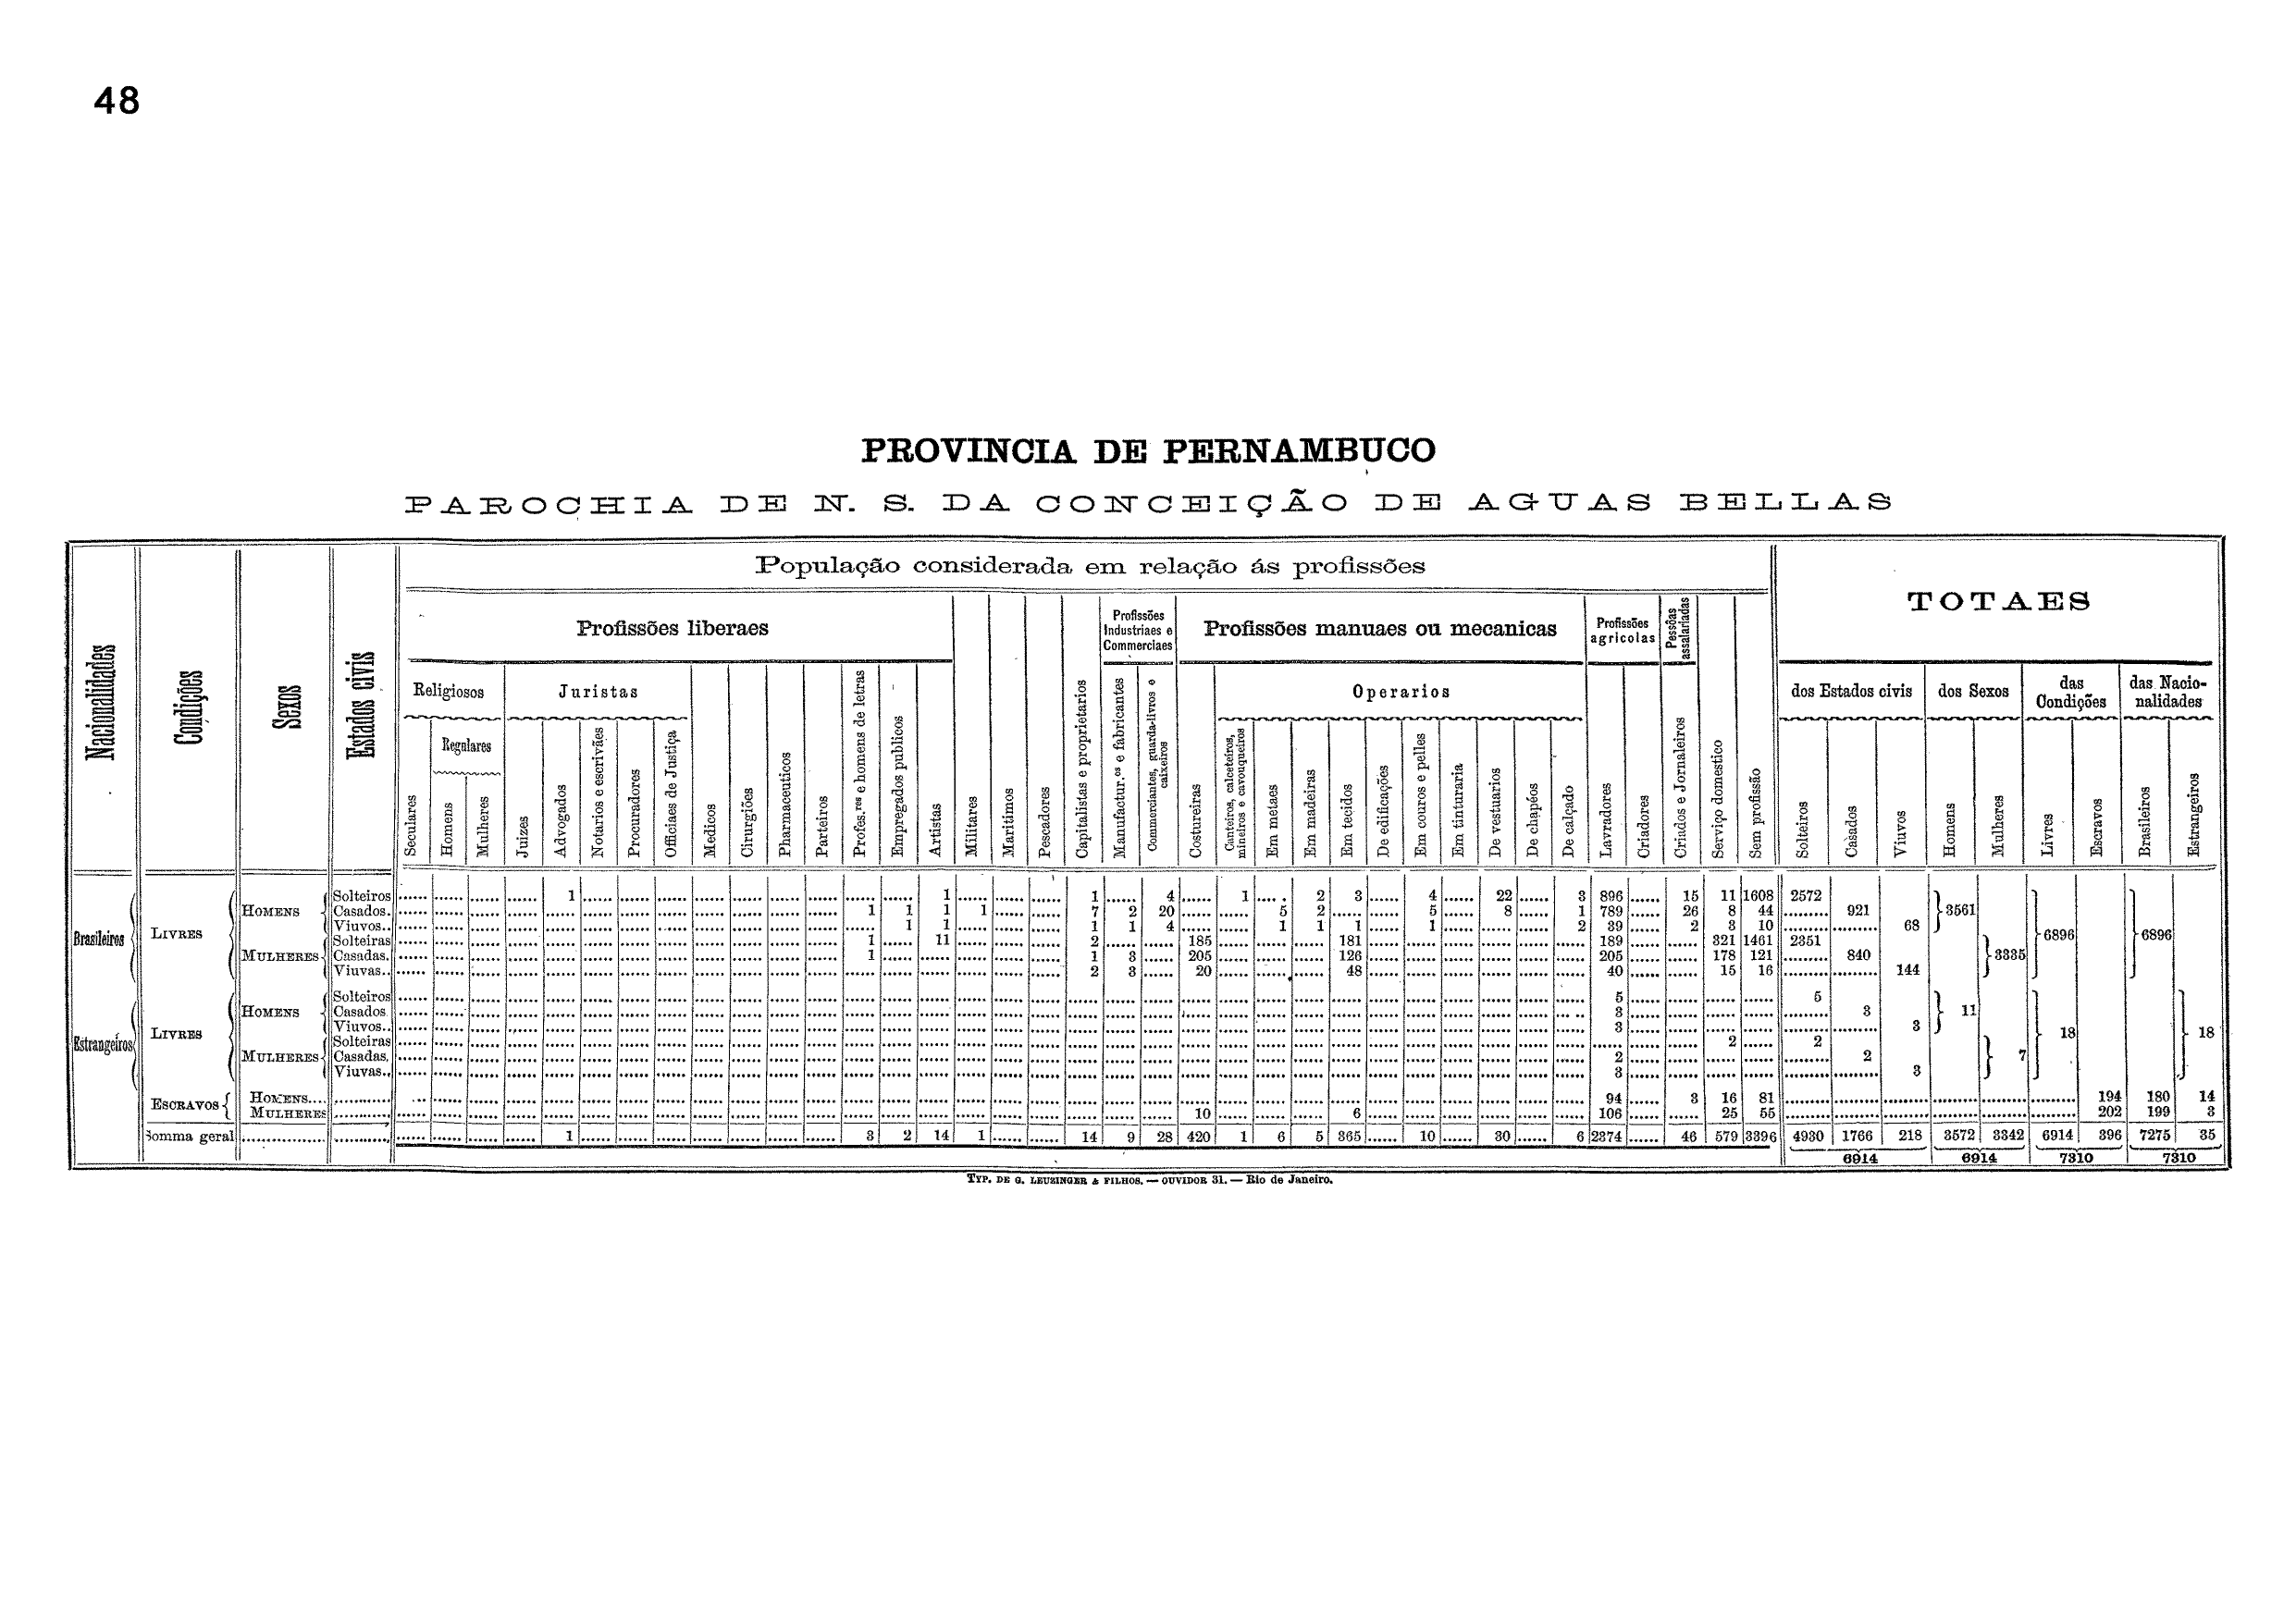 48
PROVINCIA DE PERNAMBUCO
PAROCHIA DE N. S. DA CONCEIÇÃO DE AGUAS BELLAS
Nacionalidades
Condições
Sexos
Estados civis
População considerada em relação ás profissões
TOTAES
Profissões liberaes
Profissões Industriaes e Commerciaes
Profissões manuaes ou mecanicas
Profissões agricolas
Pessôas assalariadas
Religiosos
Juristas
Operarios
dos Estados civis
dos Sexos
das Condições
das Nacio-nalidades
Regulares
Seculares
Homens
Mulheres
Juizes
Advogados
Notarios e escrivães
Procuradores
Officiaes de Justiça
Medicos
Cirurgiões
Pharmaceuticos
Parteiros
Profes.res e homens de letras
Empregados publicos
Artistas
Militares
Maritimos
Pescadores
Capitalistas e proprietarios
Manufactur.os e fabricantes
Commerciantes, guarda-livros e caixeiros
Costureiras
Canteiros, calceteiros, mineiros e cavouqueiros
Em metaes
Em madeiras
Em tecidos
De edificações
Em couros e pelles
Em tinturaria
De vestuarios
De chapéos
De calçado
Lavradores
Criadores
Criados e Jornaleiros
Serviço domestico
Sem profissão
Solteiros
Casados
Viuvos
Homens
Mulheres
Livres
Escravos
Brasileiros
Estrangeiros
Brasileiros LIVRES HOMENS Solteiros 1 1 1 4 1 2 3 4 22 3 896 15 11 1608 2572
Casados. 1 1 1 1 7 2 20 5 2 5 8 1 789 26 8 44 921 3561
Viuvos.. 1 1 1 1 4 1 1 1 1 2 39 2 3 10 68
MULHERES Solteiras 1 11 2 185 181 189 321 1461 2351 6896 6896
Casadas. 1 1 3 205 126 205 178 121 840 3335
Viuvas.. 2 3 20 48 40 15 16 144
Estrangeiros LIVRES HOMENS Solteiros 5 5
Casados 3 3 11
Viuvos.. 3 3
MULHERES Solteiras 2 2 18 18
Casadas. 2 2 7
Viuvas.. 3 3
ESCRAVOS HOMENS.... 94 3 16 81 194 180 14
MULHERES 10 6 106 25 55 202 199 3
Somma geral 1 3 2 14 1 14 9 28 420 1 6 5 365 10 30 6 2374 46 579 3396 4930 1766 218 3572 3342 6914 396 7275 35
6914 6914 7310 7310
TYP. DE G. LEUZINGER & FILHOS. — OUVIDOR 31. — Rio de Janeiro.